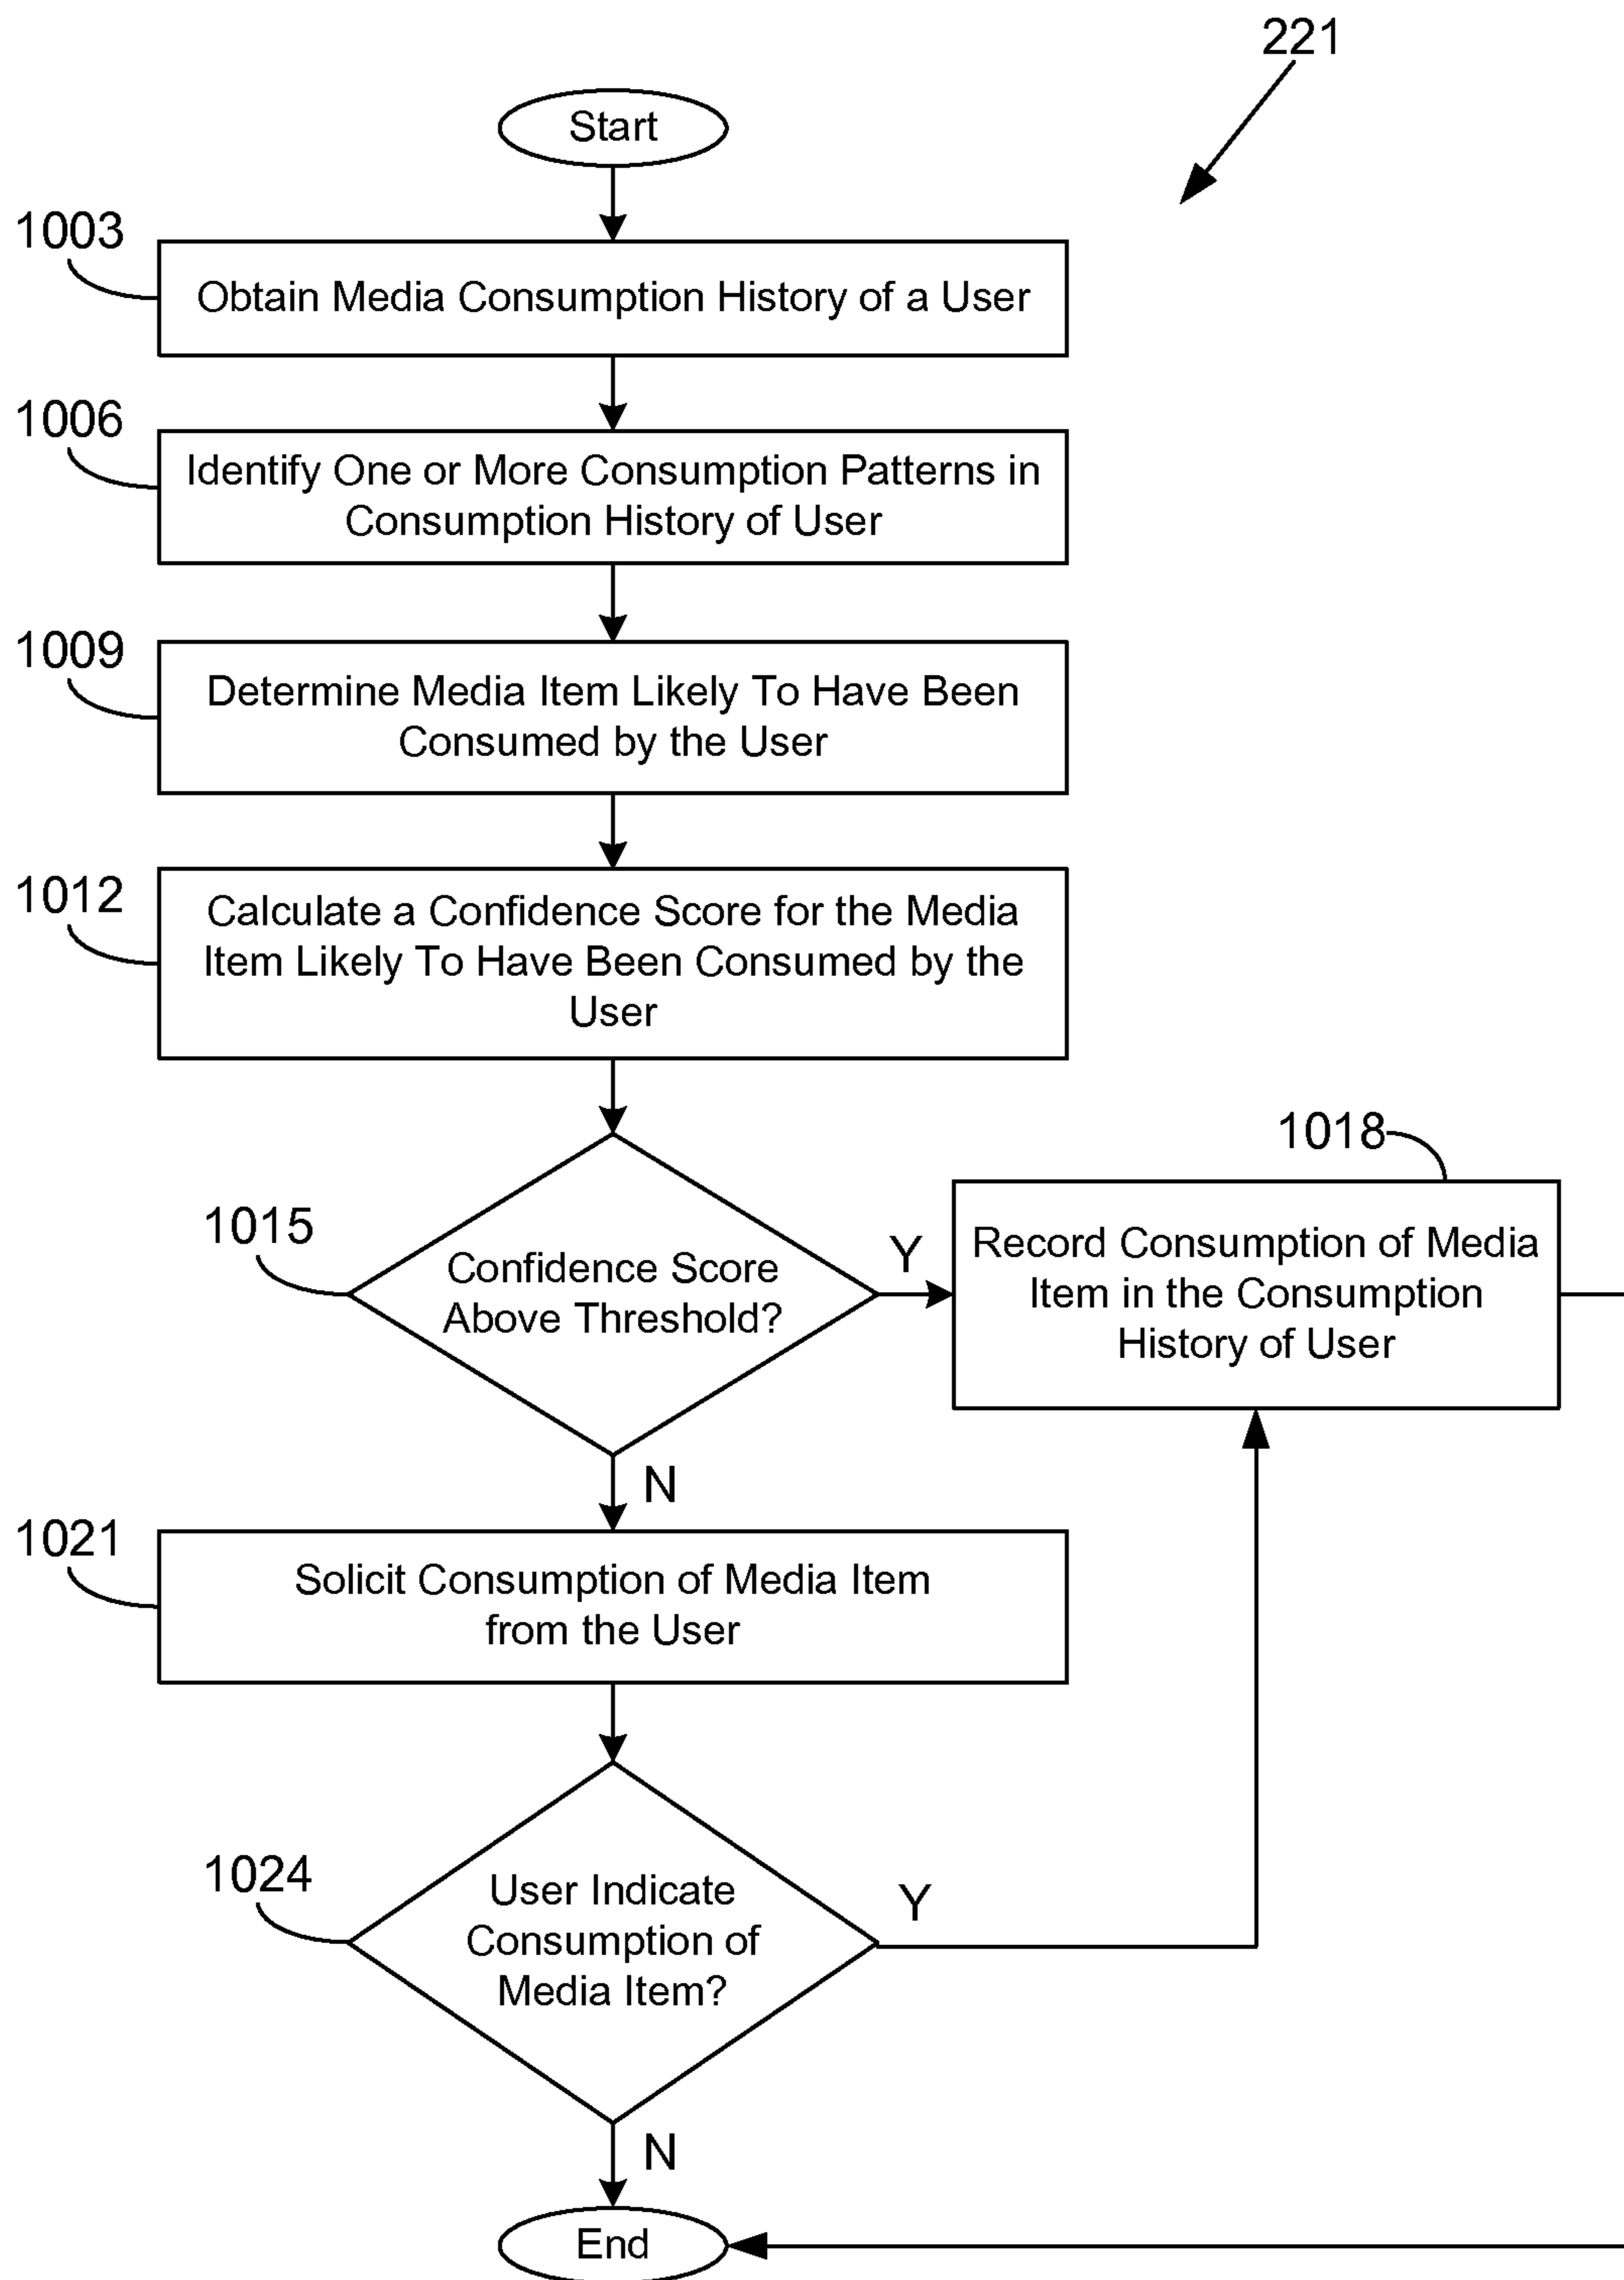 221
Start
1003
Obtain Media Consumption History of a User
1006
Identify One or More Consumption Patterns in
Consumption History of User
1009
Determine Media Item Likely To Have Been
Consumed by the User
1012
Calculate a Confidence Score for the Media
Item Likely To Have Been Consumed by the
User
1018
1015
Confidence Score
Above Threshold?
Y
Record Consumption of Media
Item in the Consumption
History of User
N
1021
Solicit Consumption of Media Item
from the User
1024
User Indicate
Consumption of
Media Item?
Y
N
End